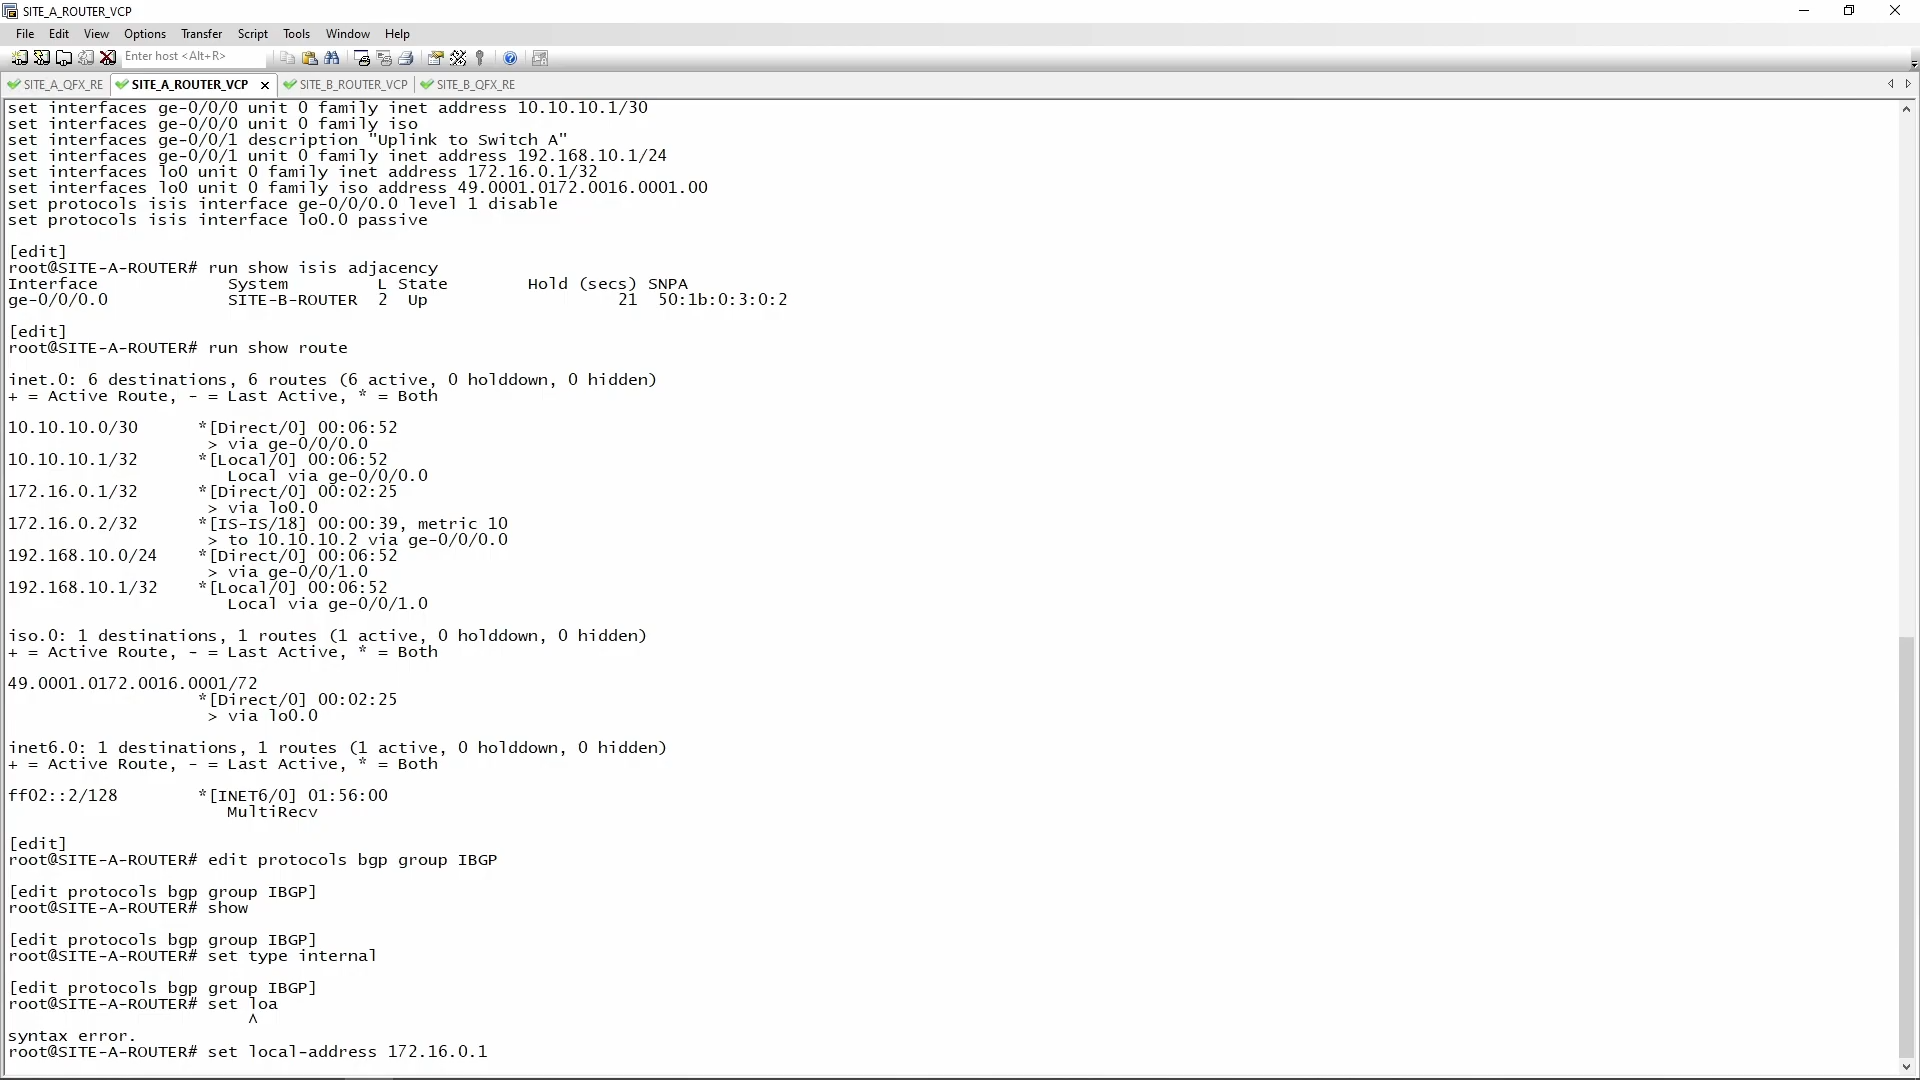 SITE_A_ROUTER_VCP
File Edit View Options Transfer Script Tools Window Help
Enter host <Alt+R>
SITE_A_QFX_RE SITE_A_ROUTER_VCP SITE_B_ROUTER_VCP SITE_B_QFX_RE
set interfaces ge-0/0/0 unit 0 family inet address 10.10.10.1/30
set interfaces ge-0/0/0 unit 0 family iso
set interfaces ge-0/0/1 description "Uplink to Switch A"
set interfaces ge-0/0/1 unit 0 family inet address 192.168.10.1/24
set interfaces lo0 unit 0 family inet address 172.16.0.1/32
set interfaces lo0 unit 0 family iso address 49.0001.0172.0016.0001.00
set protocols isis interface ge-0/0/0.0 level 1 disable
set protocols isis interface lo0.0 passive
[edit]
root@SITE-A-ROUTER# run show isis adjacency
Interface System L State Hold (secs) SNPA
ge-0/0/0.0 SITE-B-ROUTER 2 Up 21 50:1b:0:3:0:2
[edit]
root@SITE-A-ROUTER# run show route
inet.0: 6 destinations, 6 routes (6 active, 0 holddown, 0 hidden)
+ = Active Route, - = Last Active, * = Both
10.10.10.0/30 *[Direct/0] 00:06:52
> via ge-0/0/0.0
10.10.10.1/32 *[Local/0] 00:06:52
Local via ge-0/0/0.0
172.16.0.1/32 *[Direct/0] 00:02:25
> via lo0.0
172.16.0.2/32 *[IS-IS/18] 00:00:39, metric 10
> to 10.10.10.2 via ge-0/0/0.0
192.168.10.0/24 *[Direct/0] 00:06:52
> via ge-0/0/1.0
192.168.10.1/32 *[Local/0] 00:06:52
Local via ge-0/0/1.0
iso.0: 1 destinations, 1 routes (1 active, 0 holddown, 0 hidden)
+ = Active Route, - = Last Active, * = Both
49.0001.0172.0016.0001/72
*[Direct/0] 00:02:25
> via lo0.0
inet6.0: 1 destinations, 1 routes (1 active, 0 holddown, 0 hidden)
+ = Active Route, - = Last Active, * = Both
ff02::2/128 *[INET6/0] 01:56:00
MultiRecv
[edit]
root@SITE-A-ROUTER# edit protocols bgp group IBGP
[edit protocols bgp group IBGP]
root@SITE-A-ROUTER# show
[edit protocols bgp group IBGP]
root@SITE-A-ROUTER# set type internal
[edit protocols bgp group IBGP]
root@SITE-A-ROUTER# set loa
^
syntax error.
root@SITE-A-ROUTER# set local-address 172.16.0.1